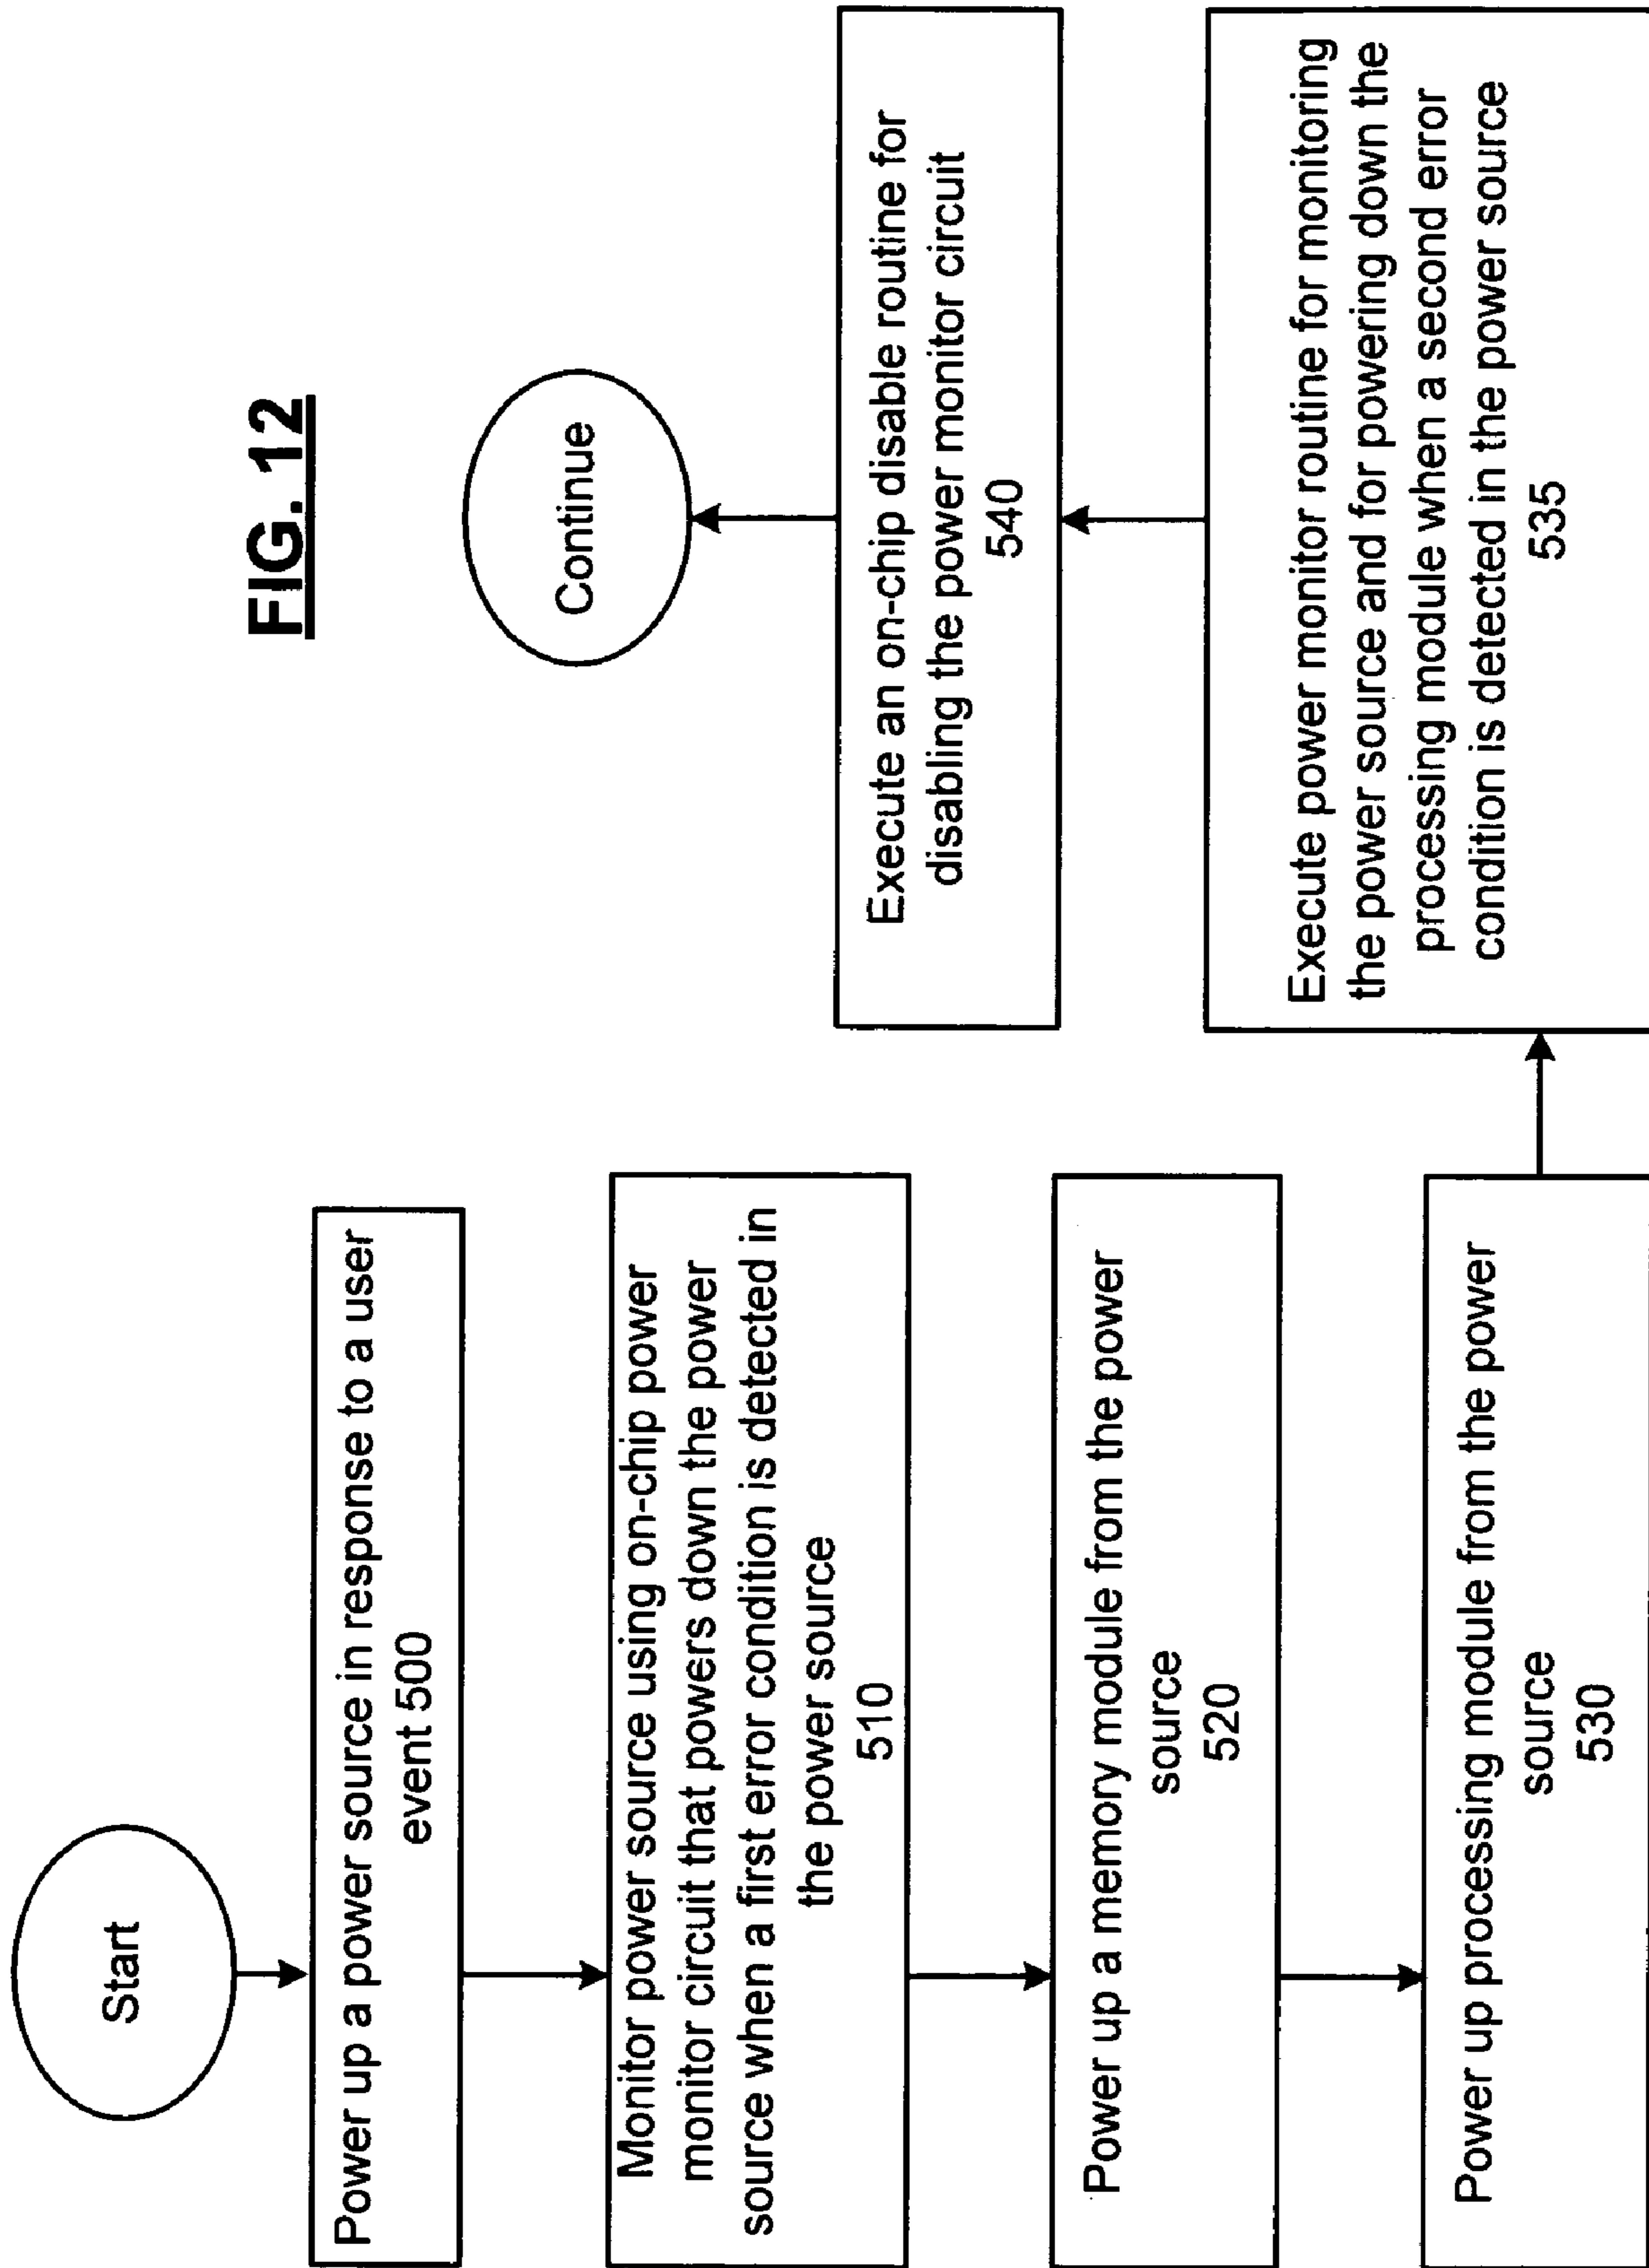 FIG. 12
Start
Power up a power source in response to a user
event 500
Monitor power source using on-chip power
monitor circuit that powers down the power
source when a first error condition is detected in
the power source
510
Power up a memory module from the power
source
520
Power up processing module from the power
source
530
Execute power monitor routine for monitoring
the power source and for powering down the
processing module when a second error
condition is detected in the power source
535
Execute an on-chip disable routine for
disabling the power monitor circuit
540
Continue